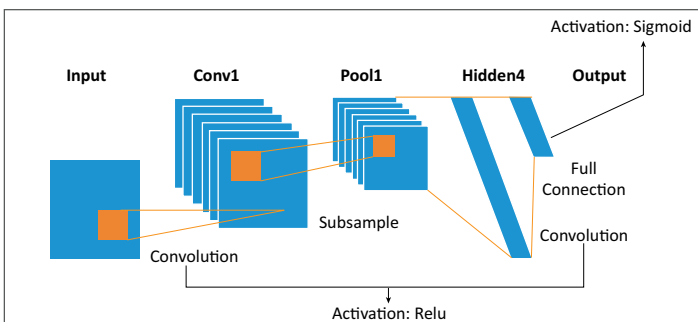 Activation: Sigmoid
Input
Conv1
Pool1
Hidden4
Output
Full
Connection
Subsample
Convolution
Convolution
Activation: Relu